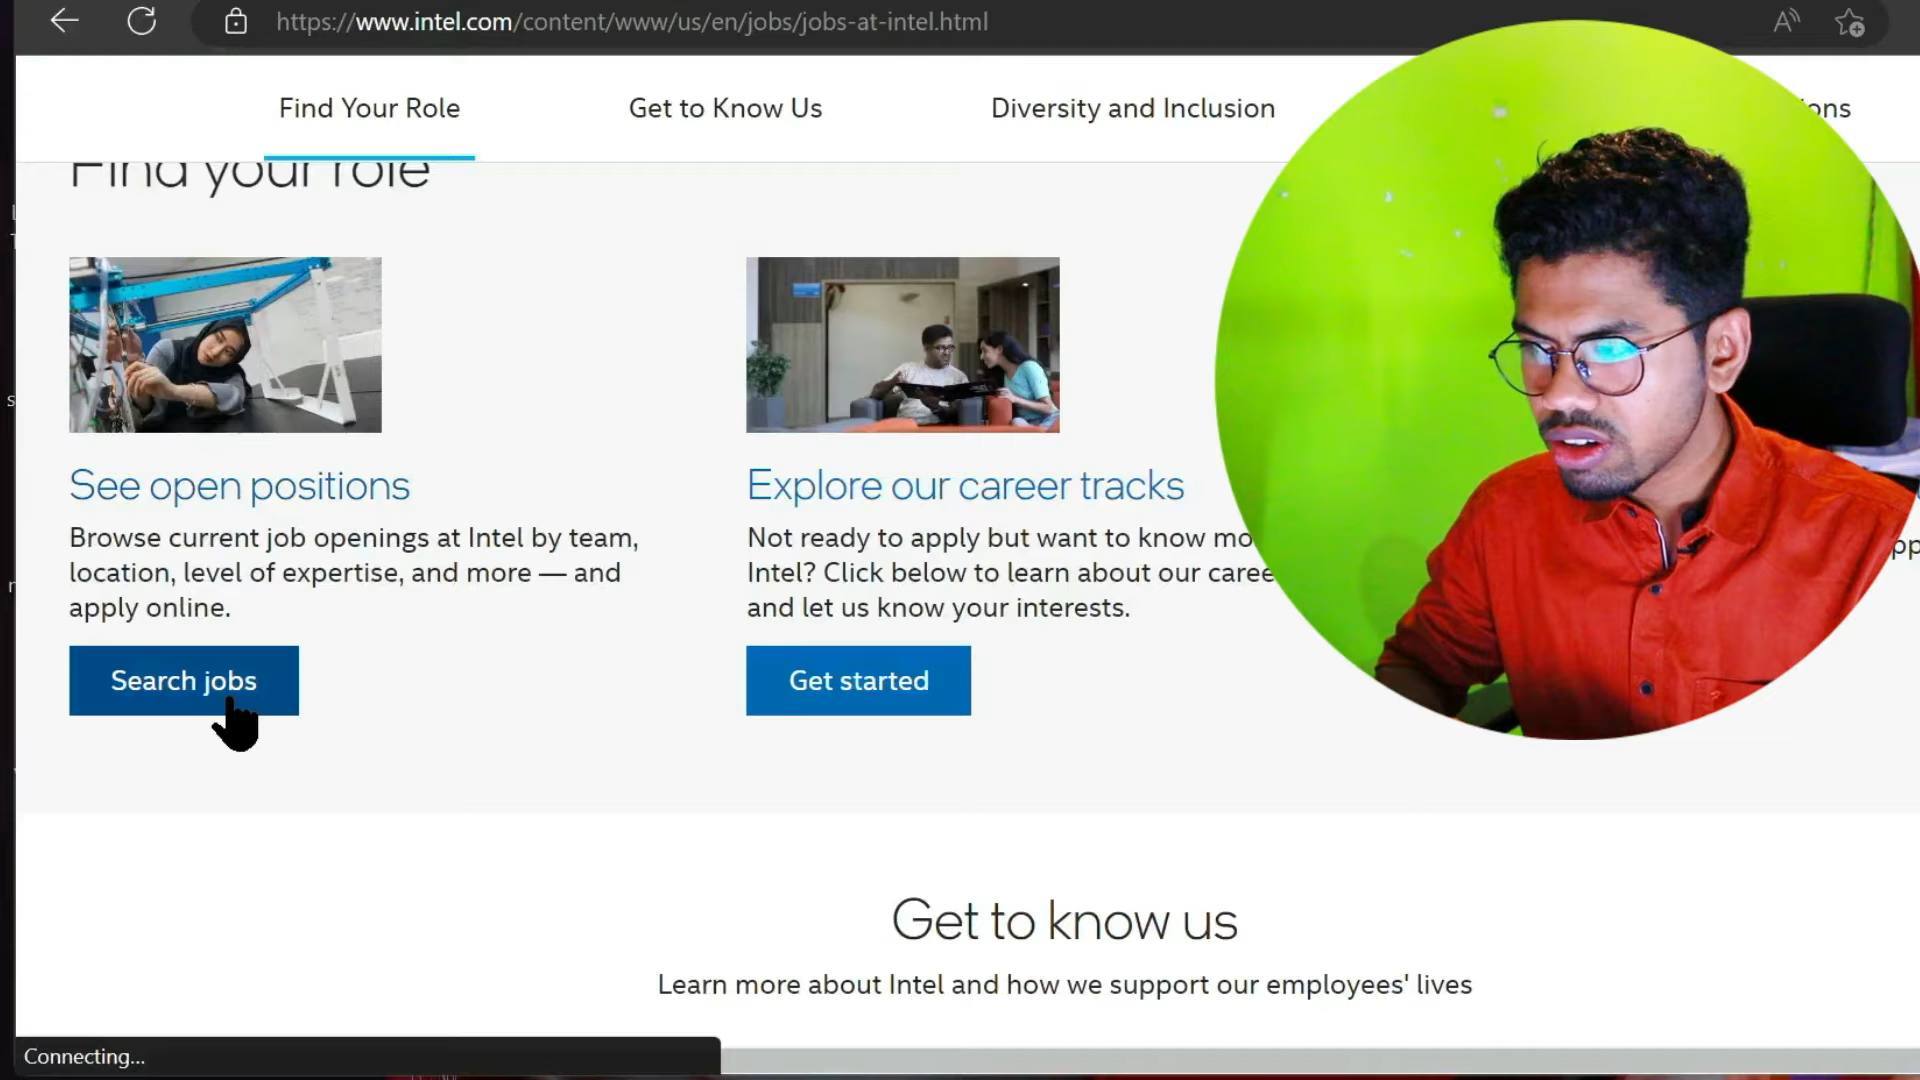 https://www.intel.com/content/www/us/en/jobs/jobs-at-intel.html
Find Your Role
Get to Know Us
Diversity and Inclusion
Find your role
See open positions
Browse current job openings at Intel by team,
location, level of expertise, and more — and
apply online.
Search jobs
Explore our career tracks
Not ready to apply but want to know
Intel? Click below to learn about our
and let us know your interests.
Get started
Get to know us
Learn more about Intel and how we support our employees' lives
Connecting...